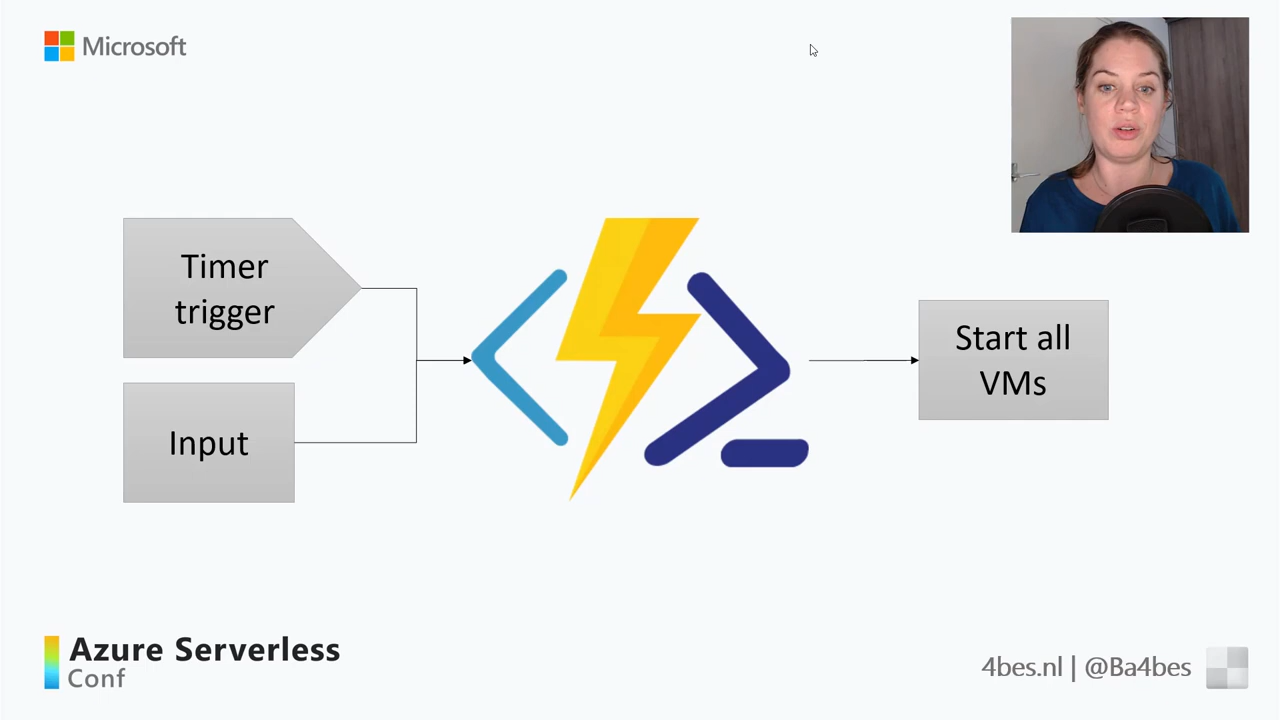 Microsoft
Timer
trigger
Input
Start all
VMs
Azure Serverless
Conf
4bes.nl | @Ba4bes